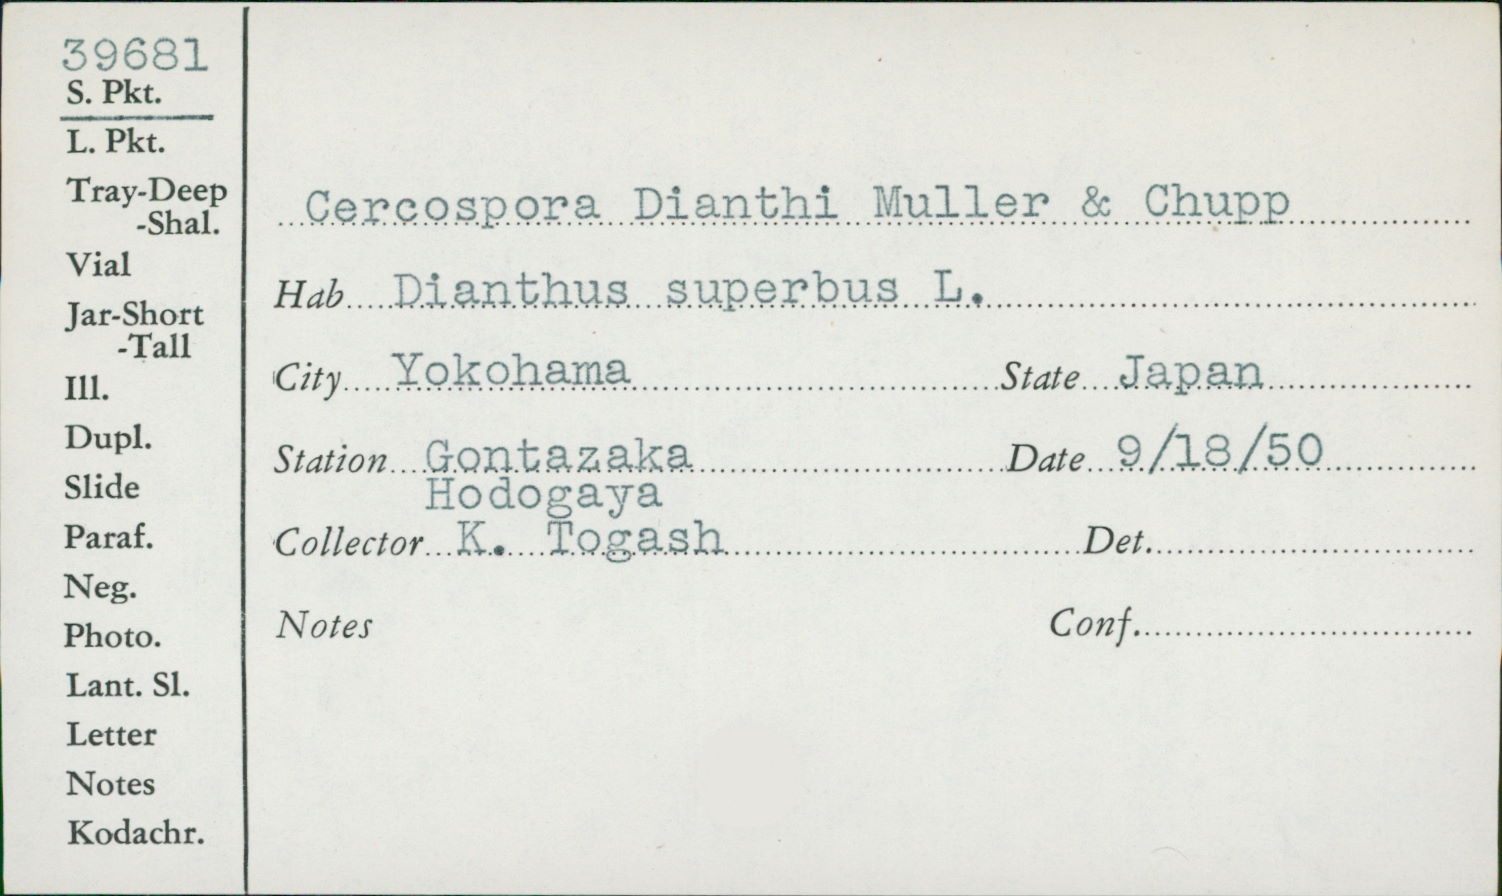 39681
S. Pkt.
L. Pkt.
Tray-Deep
-Shal.
Vial
Jar-Short
-Tall
Ill.
Dupl.
Slide
Paraf.
Neg.
Photo.
Lant. Sl.
Letter
Notes
Kodachr.
Cercospora Dianthi Muller & Chupp
Hab Dianthus superbus L.
City Yokohama State Japan
Station Gontazaka Date 9/18/50
Hodogaya
Collector K. Togash Det.
Notes Conf.